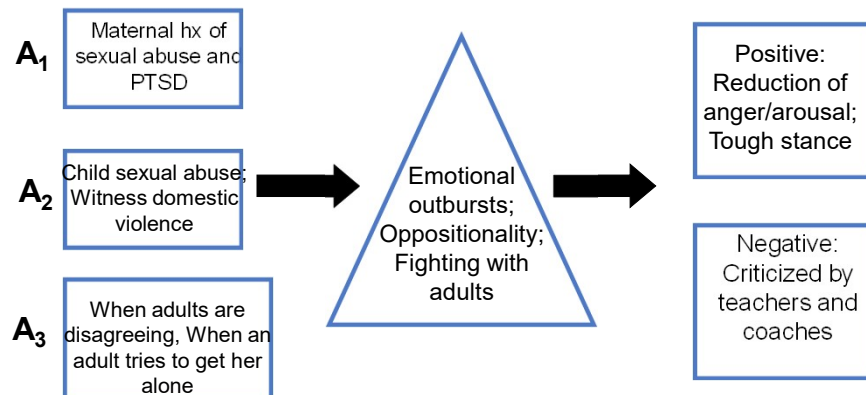 A1
Maternal hx of
sexual abuse and
PTSD
A2
Child sexual abuse;
Witness domestic
violence
A3
When adults are
disagreeing, When an
adult tries to get her
alone
Emotional
outbursts;
Oppositionality;
Fighting with
adults
Positive:
Reduction of
anger/arousal;
Tough stance
Negative:
Criticized by
teachers and
coaches